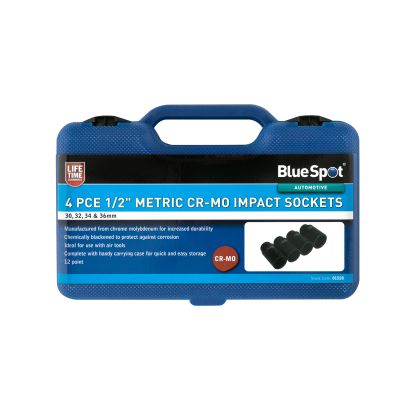 LIFE
TIME
BlueSpot®
AUTOMOTIVE
4 PCE 1/2" METRIC CR-MO IMPACT SOCKETS
30, 32, 34 & 36mm
Manufactured from chrome molybdenum for increased durability
Chemically blackened to protect against corrosion
Ideal for use with air tools
Complete with handy carrying case for quick and easy storage
12 point
CR-MO